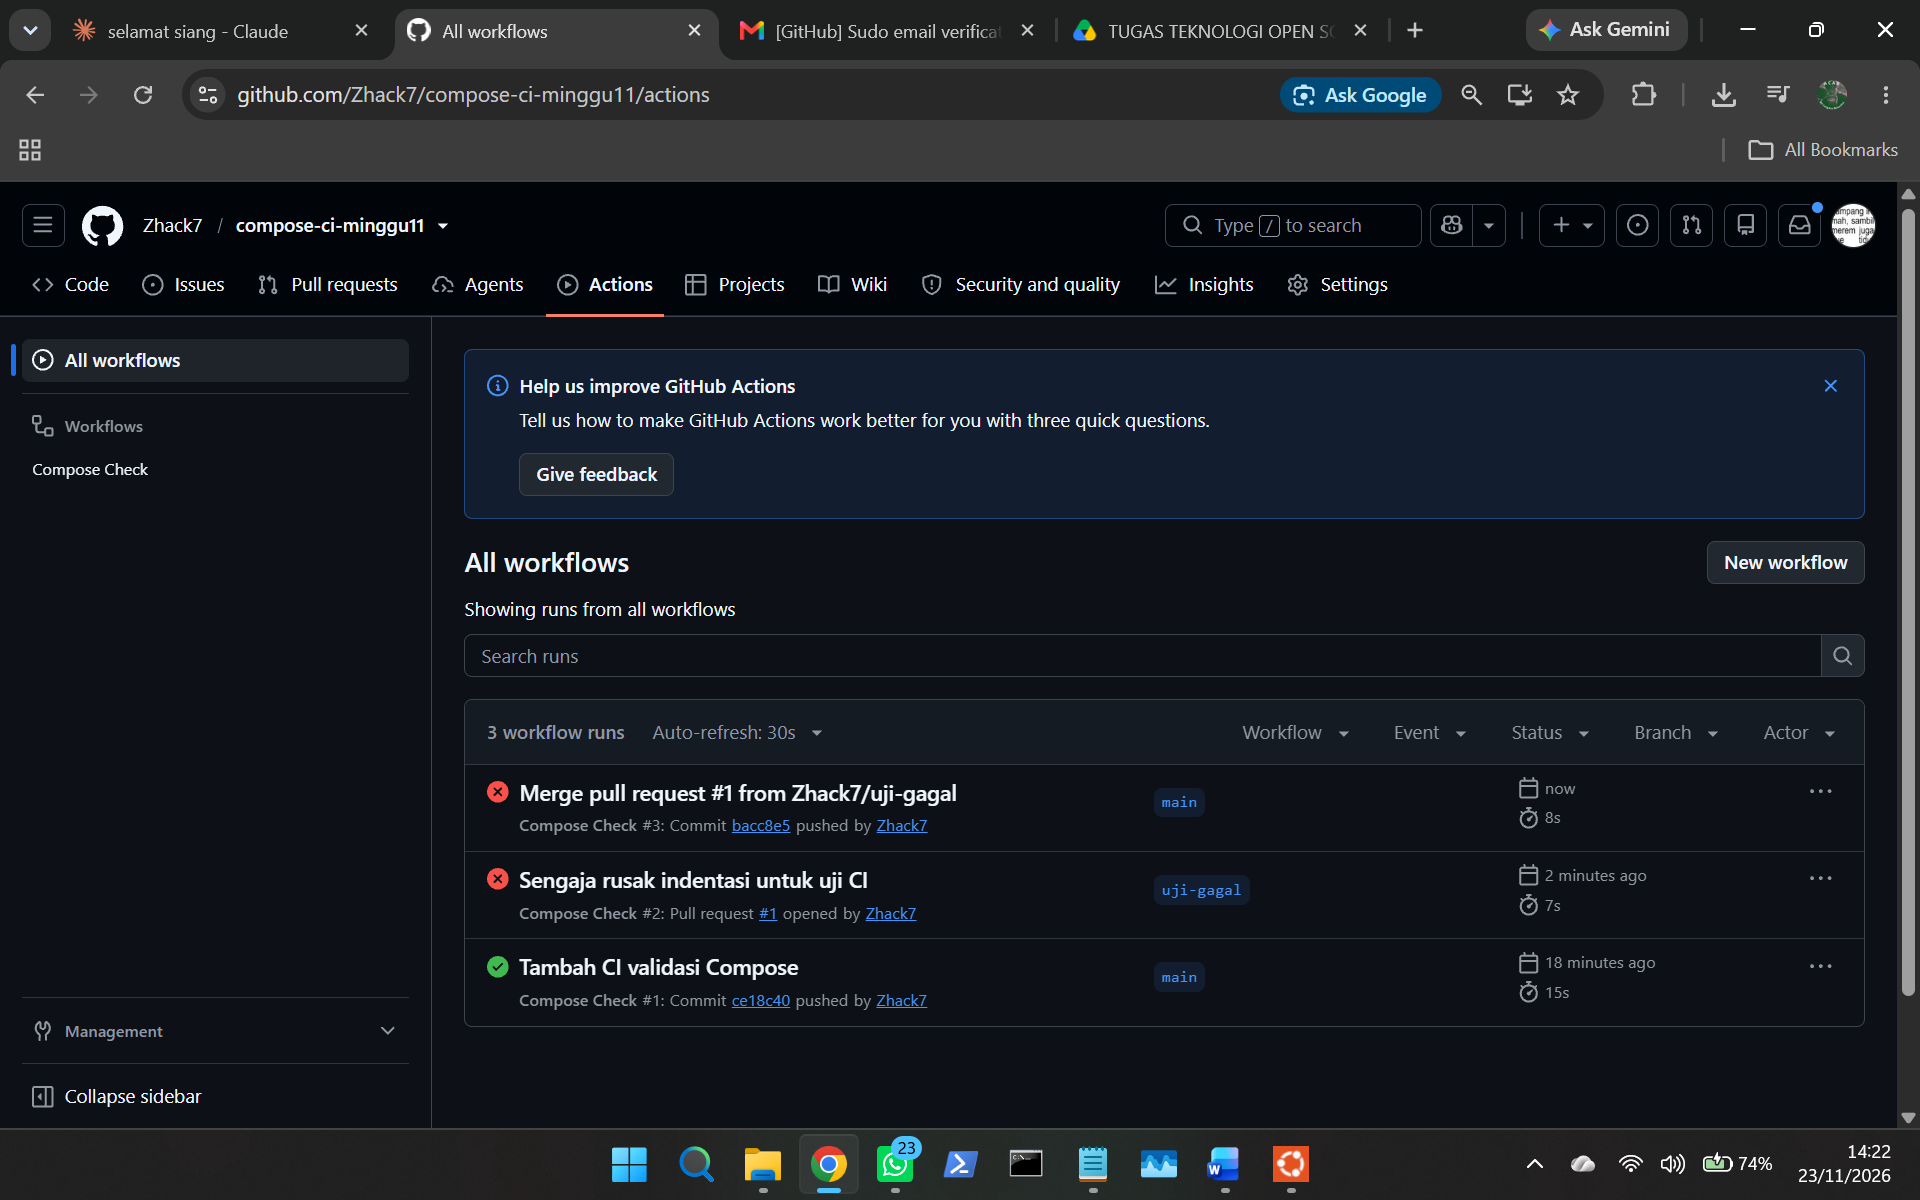 selamat siang - Claude
All workflows
[GitHub] Sudo email verifica
TUGAS TEKNOLOGI OPEN SO
Ask Gemini
github.com/Zhack7/compose-ci-minggu11/actions
Ask Google
All Bookmarks
Zhack7 / compose-ci-minggu11
Type / to search
Code
Issues
Pull requests
Agents
Actions
Projects
Wiki
Security and quality
Insights
Settings
All workflows
Workflows
Compose Check
Management
Collapse sidebar
Help us improve GitHub Actions
Tell us how to make GitHub Actions work better for you with three quick questions.
Give feedback
All workflows
New workflow
Showing runs from all workflows
Search runs
3 workflow runs
Auto-refresh: 30s
Workflow
Event
Status
Branch
Actor
Merge pull request #1 from Zhack7/uji-gagal
Compose Check #3: Commit bacc8e5 pushed by Zhack7
main
now
8s
Sengaja rusak indentasi untuk uji CI
Compose Check #2: Pull request #1 opened by Zhack7
uji-gagal
2 minutes ago
7s
Tambah CI validasi Compose
Compose Check #1: Commit ce18c40 pushed by Zhack7
main
18 minutes ago
15s
23
74%
14:22
23/11/2026